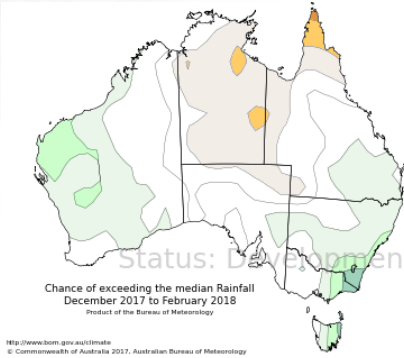 Status: Developmen
Chance of exceeding the median Rainfall
December 2017 to February 2018
Product of the Bureau of Meteorology
http://www.bom.gov.au/climate
© Commonwealth of Australia 2017, Australian Bureau of Meteorology